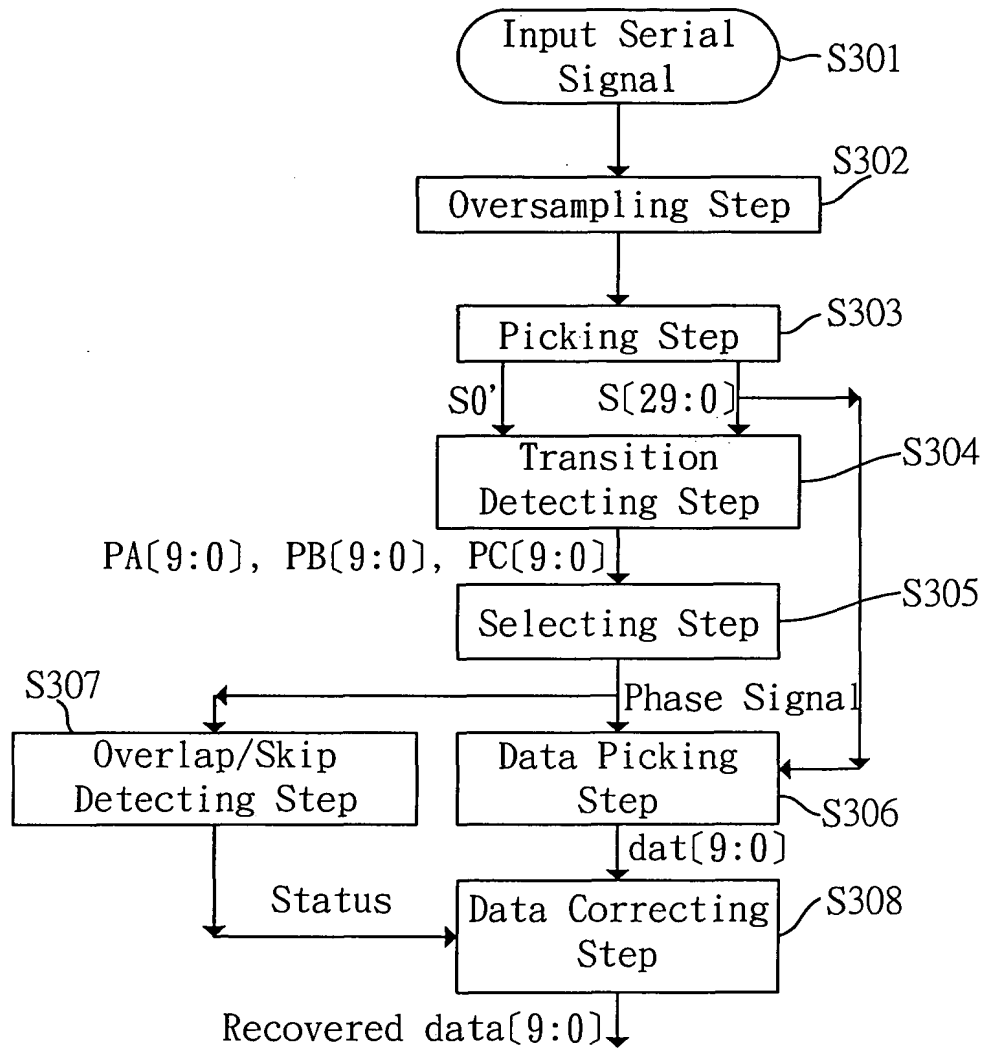 Input Serial
Signal
S301
S302
Oversampling Step
S303
Picking Step
S0'
S[29:0]
S304
Transition
Detecting Step
PA[9:0], PB[9:0], PC[9:0]
S305
Selecting Step
S307
Phase Signal
Overlap/Skip
Detecting Step
Data Picking
Step
S306
dat[9:0]
Status
Data Correcting
Step
S308
Recovered data[9:0]